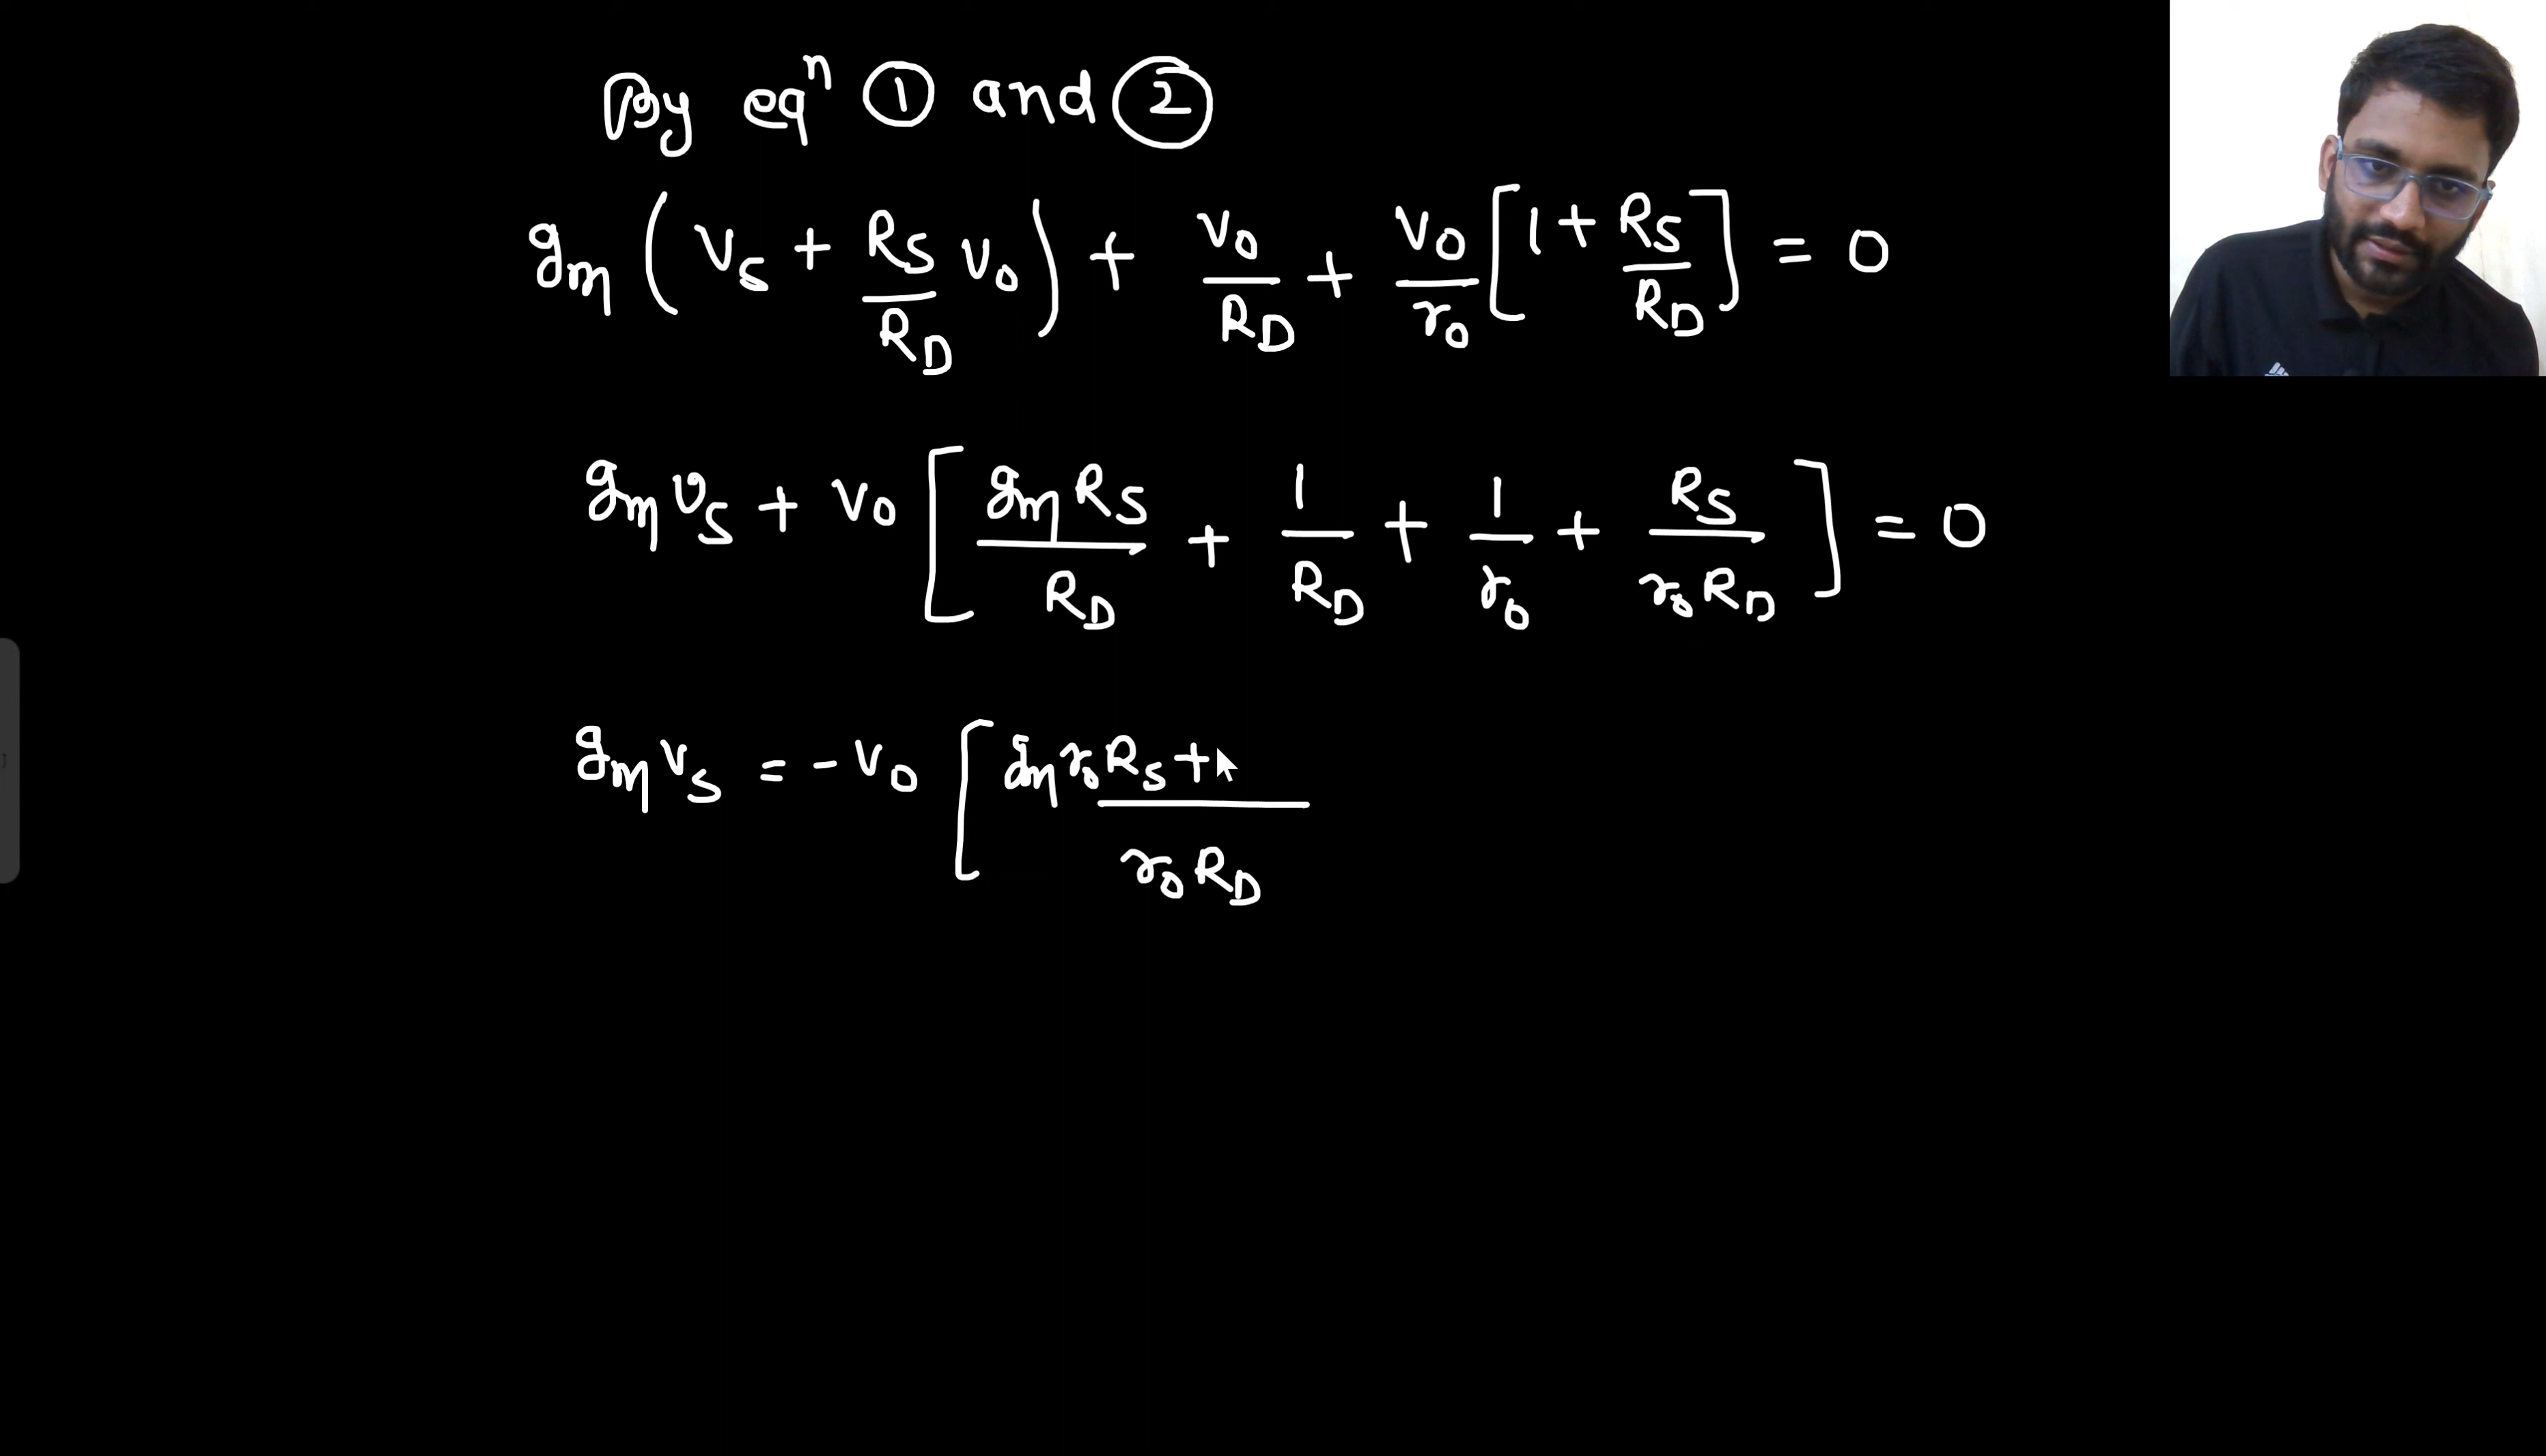 By eqⁿ ① and ②
gm ( Vs + RS/RD vo ) + vo/RD + vo/ro [ 1 + RS/RD ] = 0
gm vs + vo [ gm RS/RD + 1/RD + 1/ro + RS/ro RD ] = 0
gm vs = - vo [ gm ro RS + / ro RD